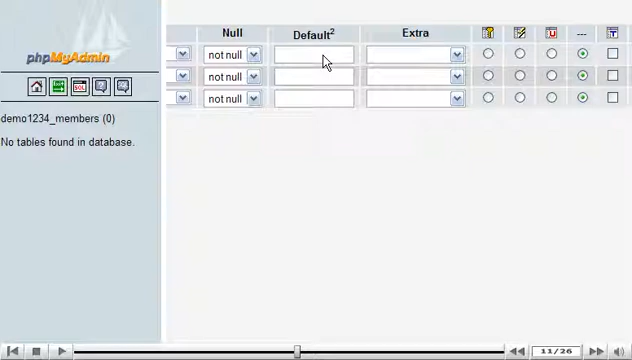 Null Default2 Extra ---
phpMyAdmin
not null
SQL
not null
not null
demo1234_members (0)
No tables found in database.
11/26